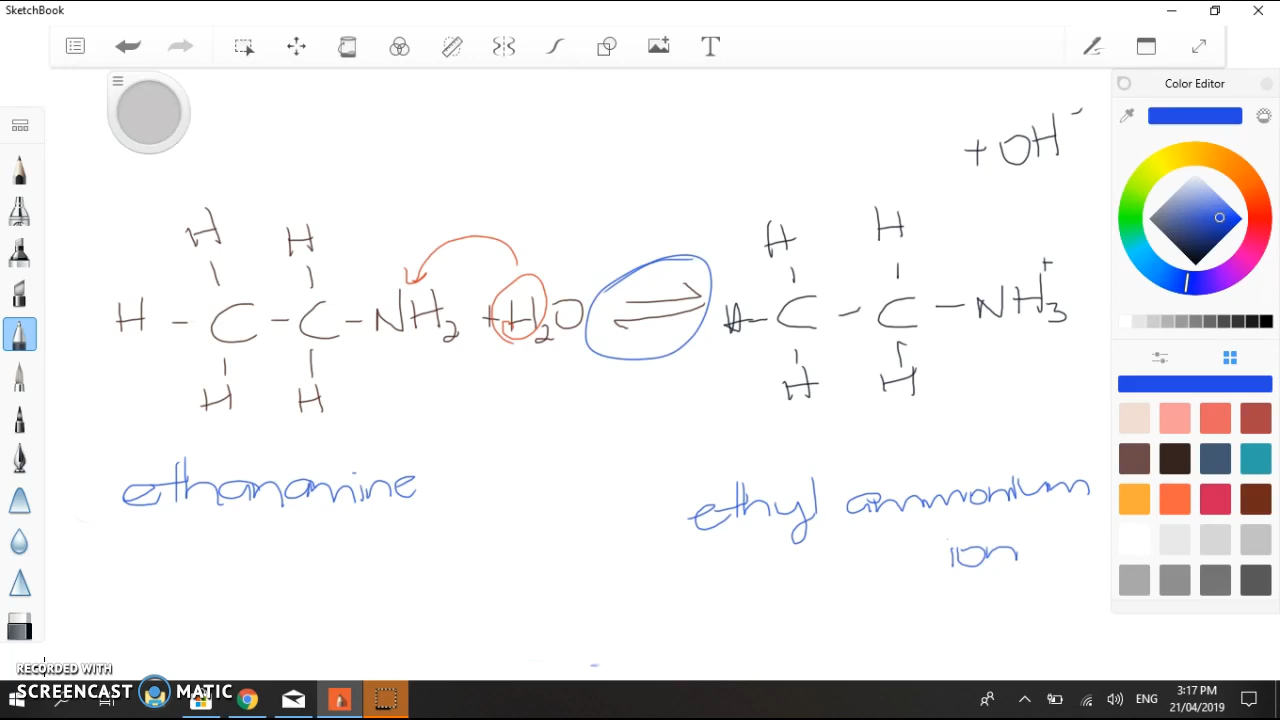 SketchBook
Color Editor
+ OH⁻
H H H H
H - C - C - NH₂ + H₂O ⇌ H - C - C - NH₃⁺
H H H H
ethanamine
ethyl ammonium
ion
RECORDED WITH
SCREENCAST MATIC
ENG
3:17 PM
21/04/2019